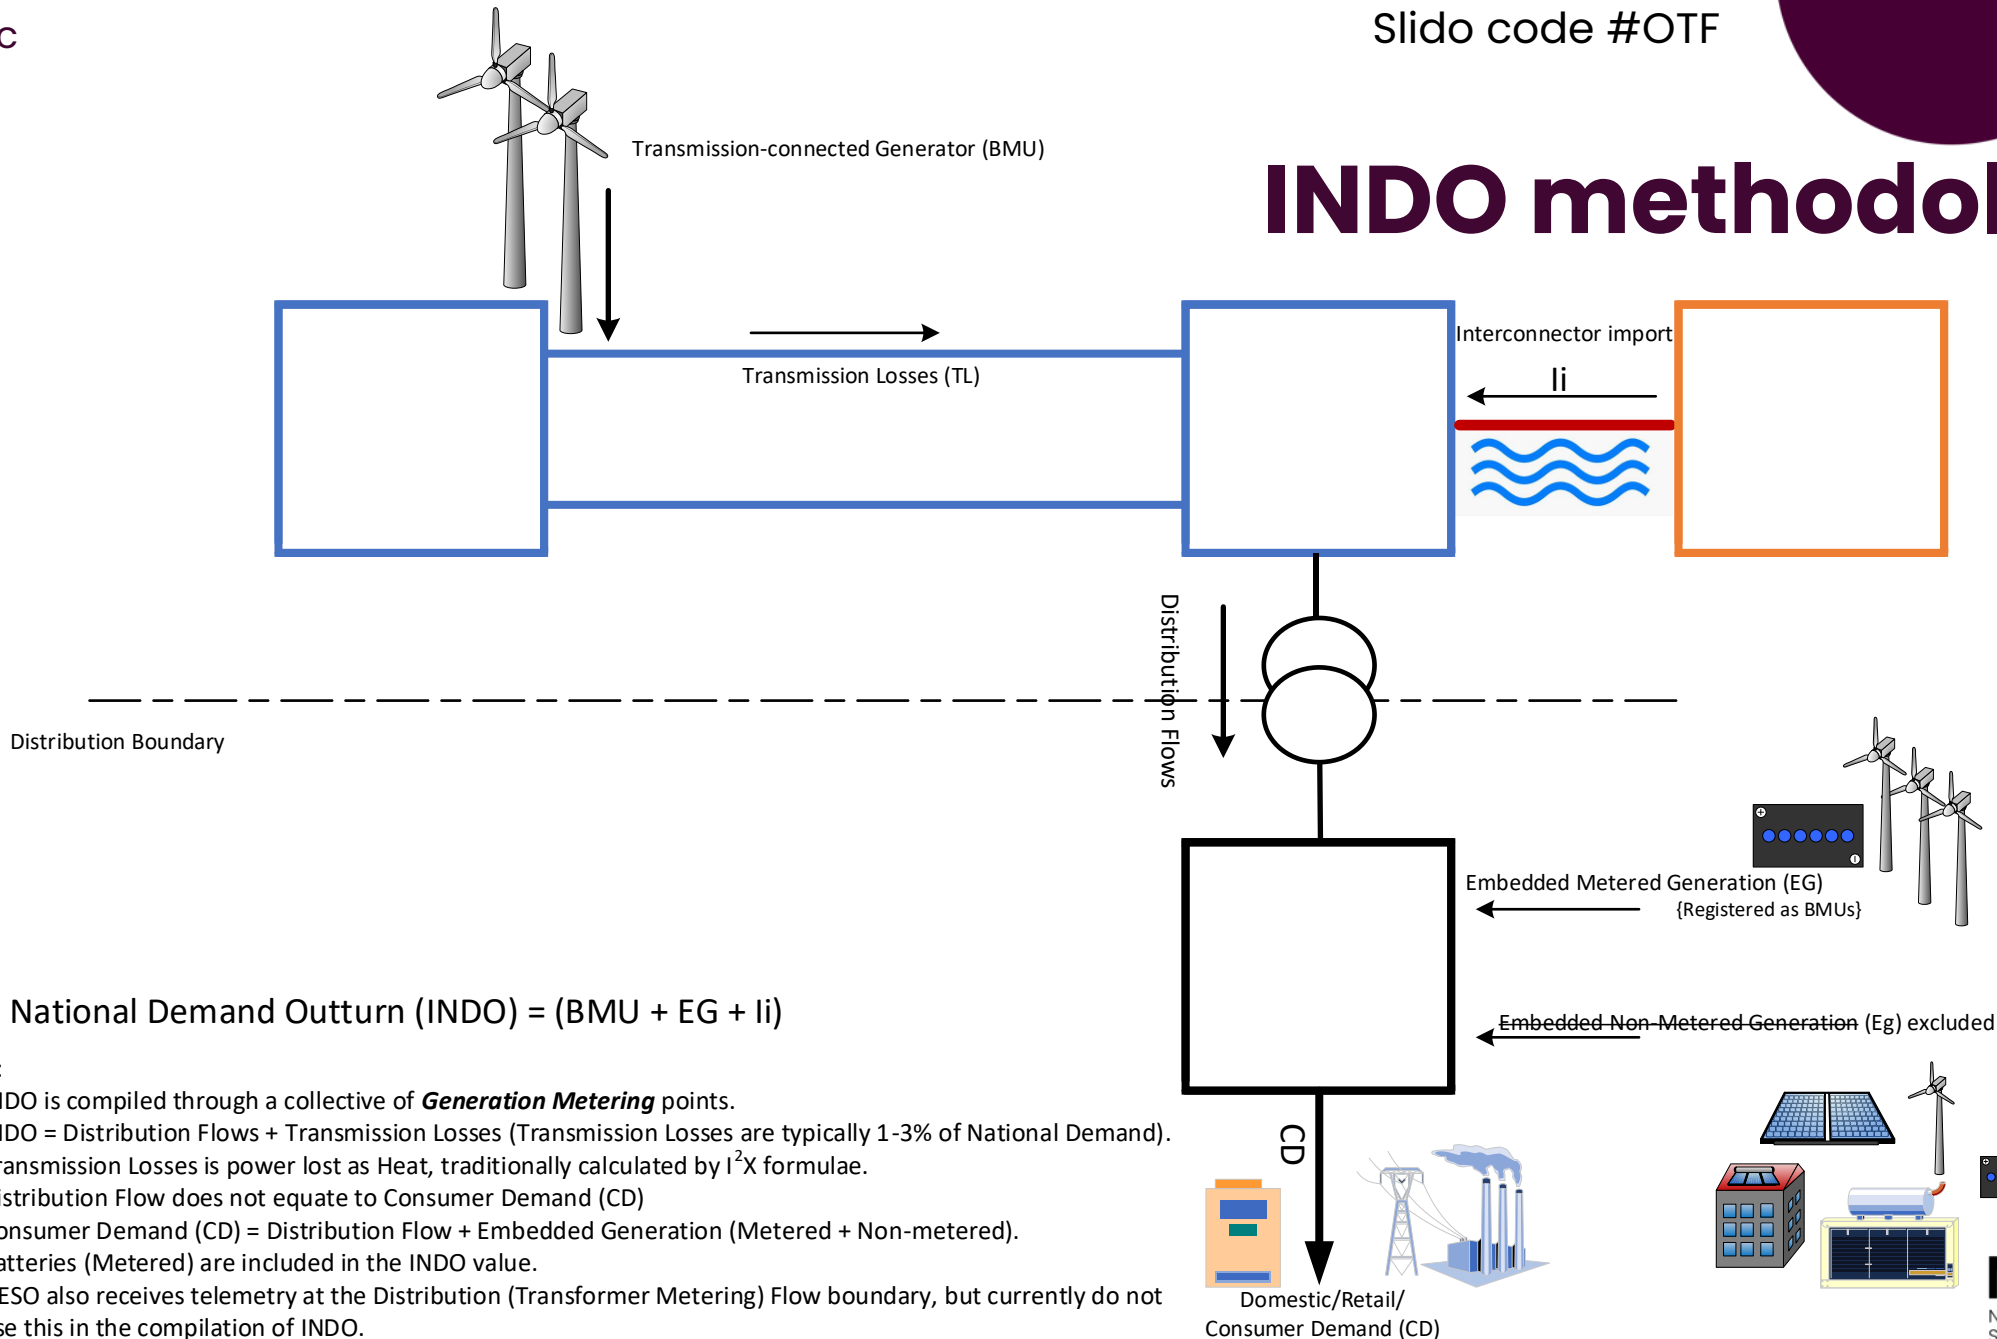 c
Slido code #OTF
Transmission-connected Generator (BMU)
INDO methodol
Interconnector import
Ii
Transmission Losses (TL)
Distribution Flows
Distribution Boundary
Embedded Metered Generation (EG)
{Registered as BMUs}
National Demand Outturn (INDO) = (BMU + EG + Ii)
Embedded Non-Metered Generation (Eg) excluded
:
NDO is compiled through a collective of Generation Metering points.
NDO = Distribution Flows + Transmission Losses (Transmission Losses are typically 1-3% of National Demand).
ransmission Losses is power lost as Heat, traditionally calculated by I²X formulae.
istribution Flow does not equate to Consumer Demand (CD)
onsumer Demand (CD) = Distribution Flow + Embedded Generation (Metered + Non-metered).
atteries (Metered) are included in the INDO value.
ESO also receives telemetry at the Distribution (Transformer Metering) Flow boundary, but currently do not
se this in the compilation of INDO.
CD
Domestic/Retail/
Consumer Demand (CD)